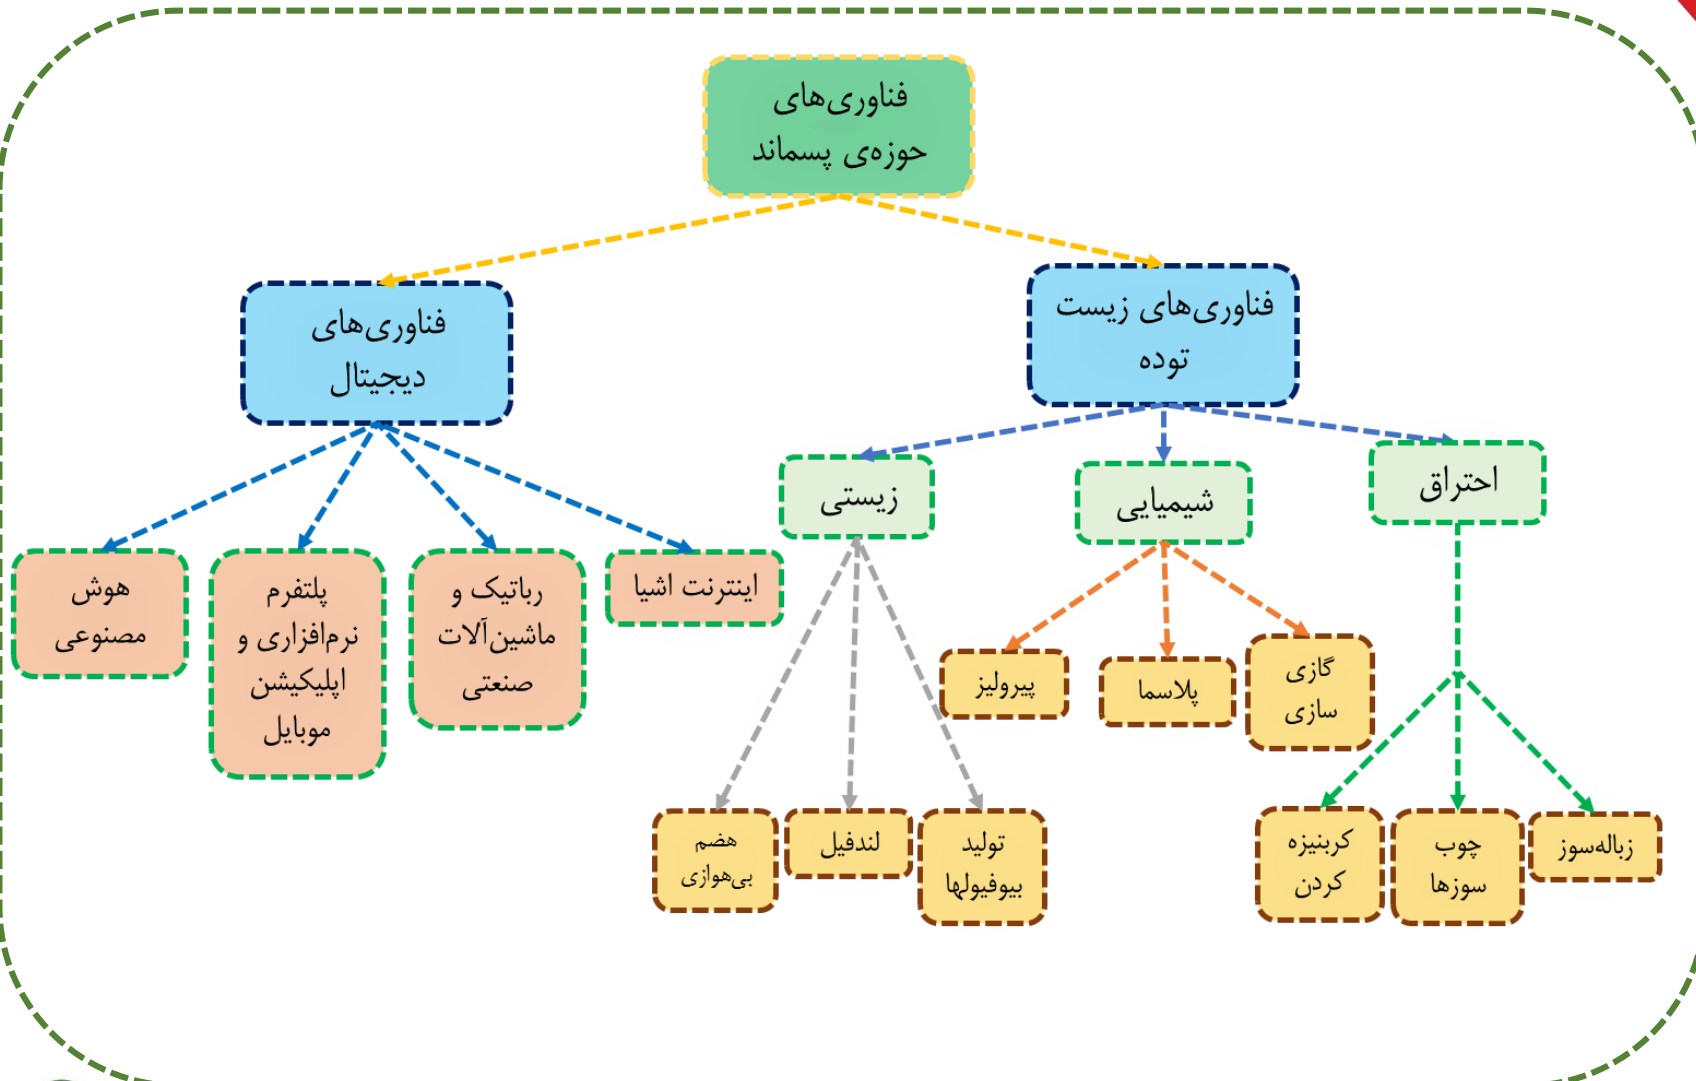 فناوری‌های
حوزه‌ی پسماند
فناوری‌های زیست
توده
فناوری‌های
دیجیتال
احتراق
شیمیایی
زیستی
اینترنت اشیا
رباتیک و
ماشین‌آلات
صنعتی
پلتفرم
نرم‌افزاری و
اپلیکیشن
موبایل
هوش
مصنوعی
گازی
سازی
پلاسما
پیرولیز
زباله‌سوز
چوب
سوزها
کربنیزه
کردن
تولید
بیوفیولها
لندفیل
هضم
بی‌هوازی